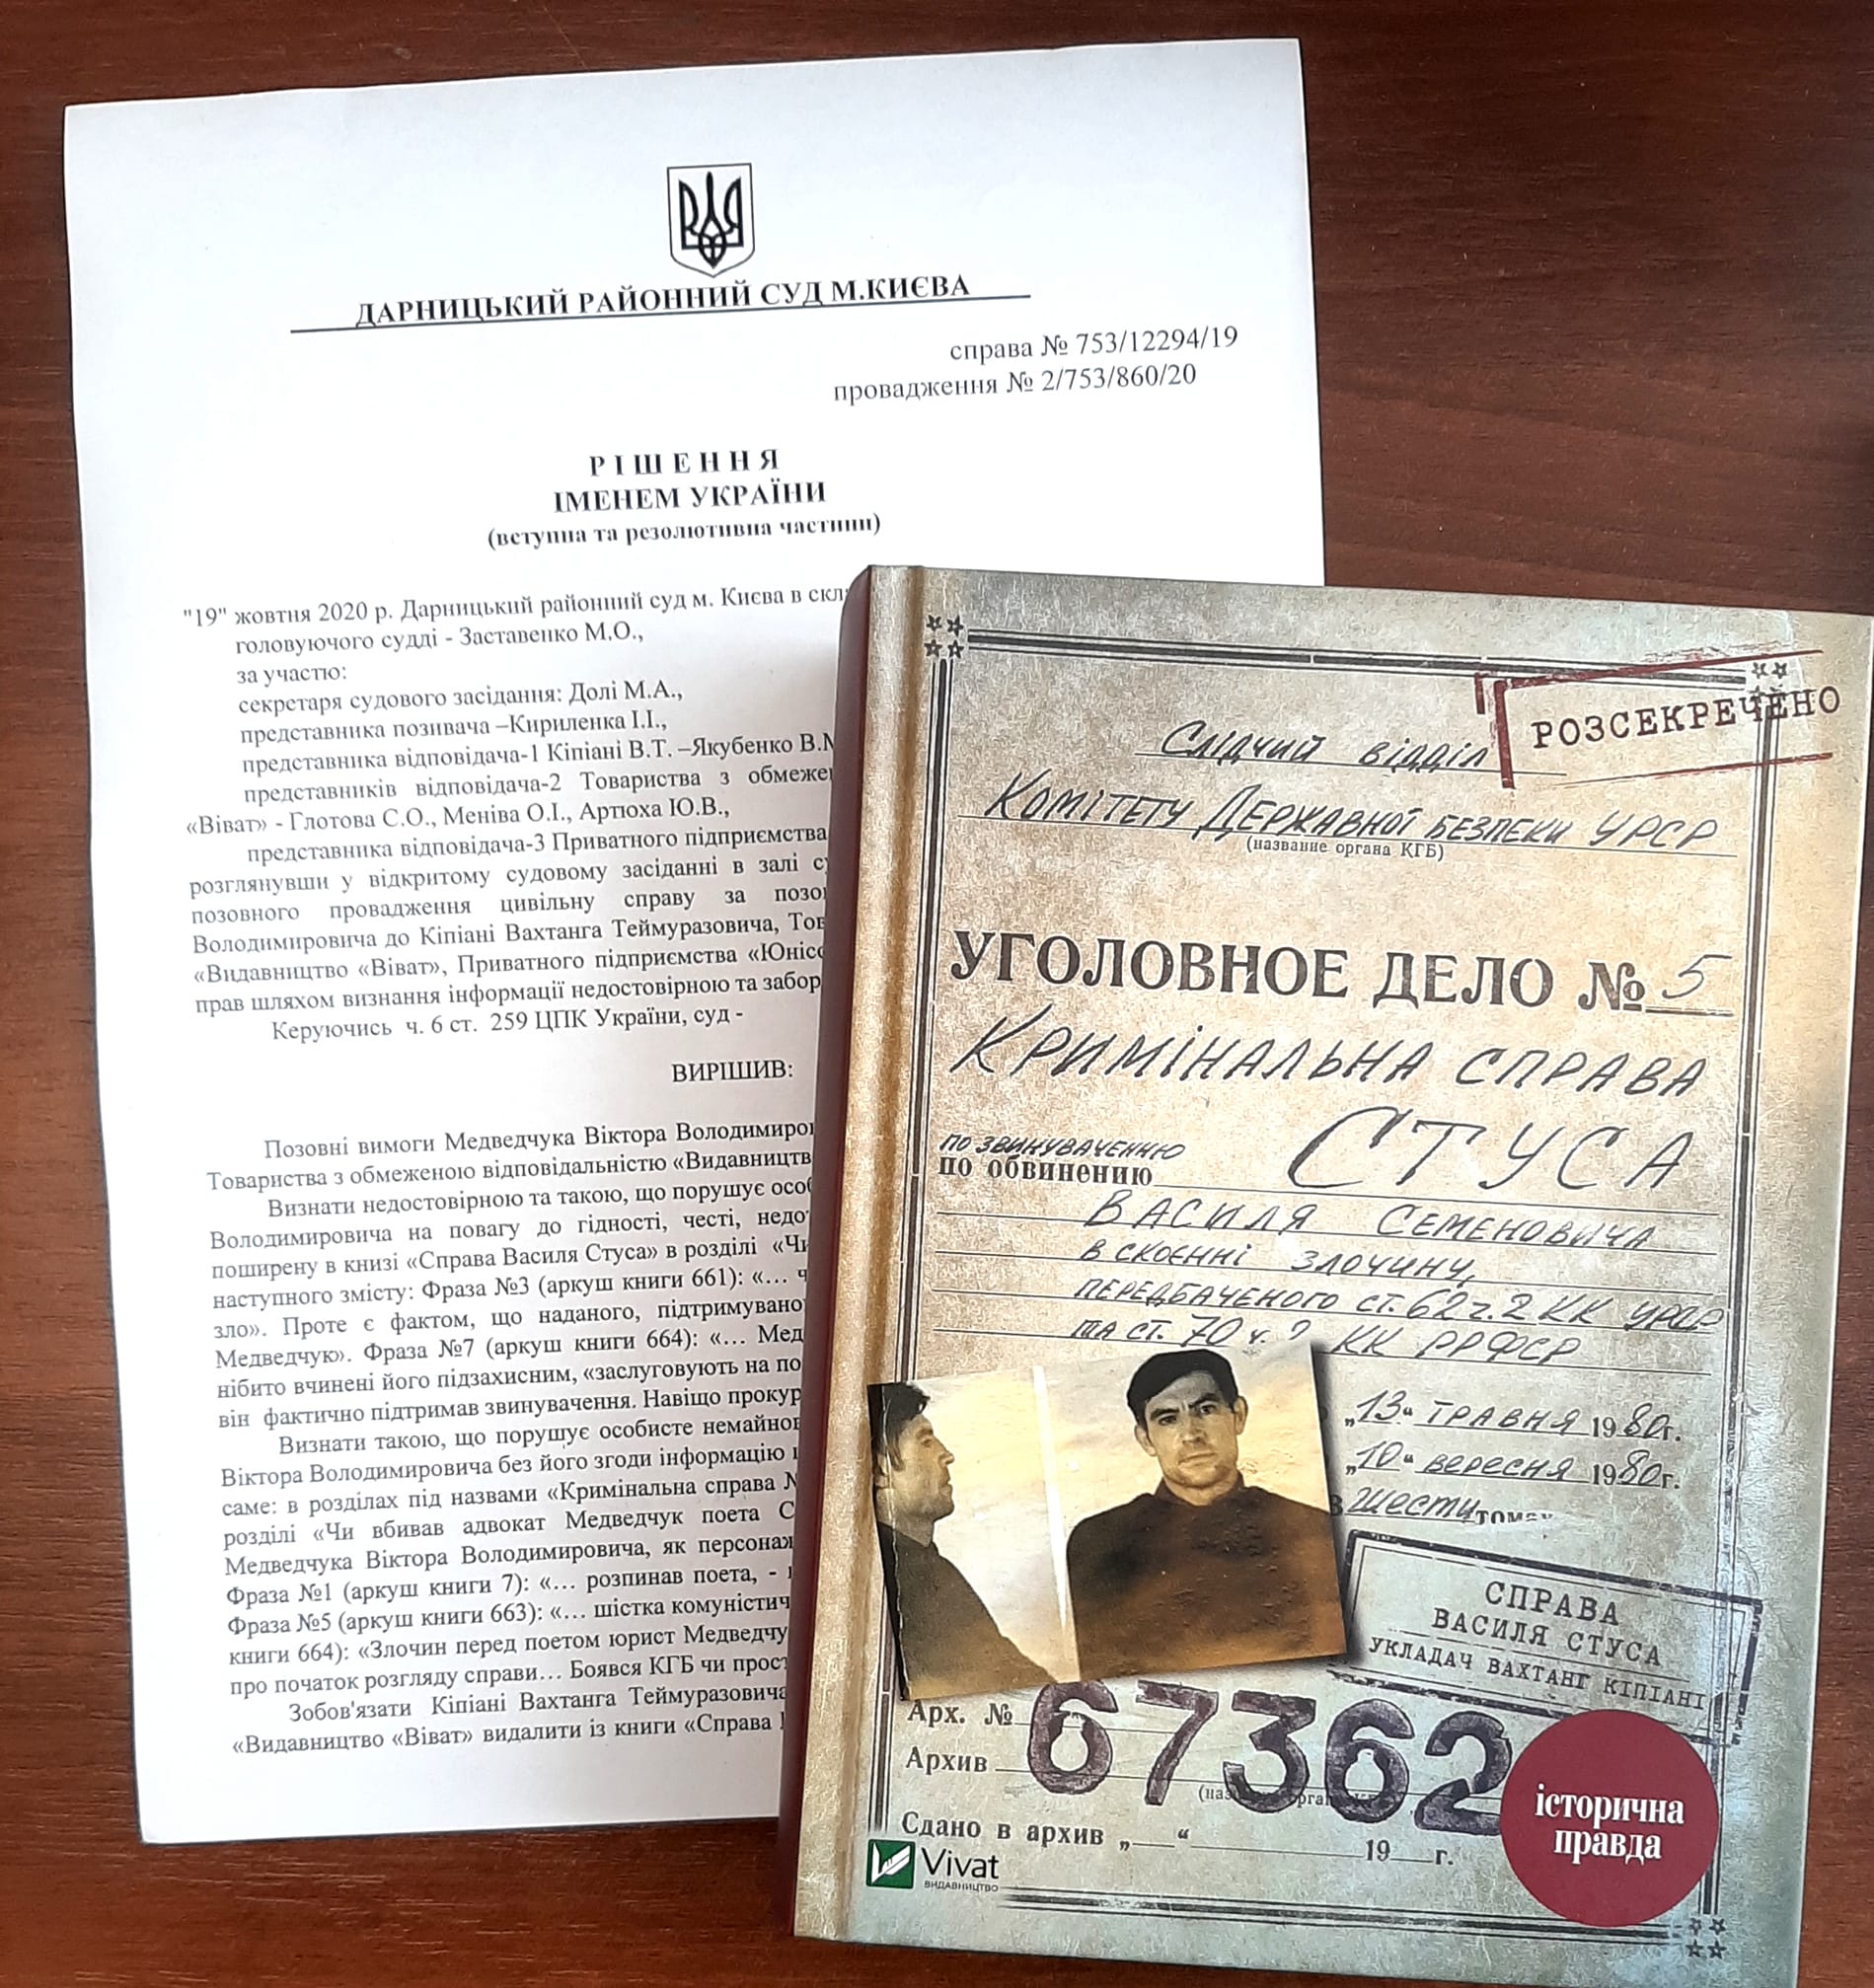 ДАРНИЦЬКИЙ РАЙОННИЙ СУД М.КИЄВА
справа № 753/12294/19
провадження № 2/753/860/20
Р І Ш Е Н Н Я
ІМЕНЕМ УКРАЇНИ
(вступна та резолютивна частини)
"19" жовтня 2020 р. Дарницький районний суд м. Києва в скла
головуючого судді - Заставенко М.О.,
за участю:
секретаря судового засідання: Долі М.А.,
представника позивача –Кириленка І.І.,
представника відповідача-1 Кіпіані В.Т. –Якубенко В.М
представників відповідача-2 Товариства з обмеже
«Віват» - Глотова С.О., Меніва О.І., Артюха Ю.В.,
представника відповідача-3 Приватного підприємства
розглянувши у відкритому судовому засіданні в залі с
позовного провадження цивільну справу за позо
Володимировича до Кіпіані Вахтанга Теймуразовича, Тов
«Видавництво «Віват», Приватного підприємства «Юнісо
прав шляхом визнання інформації недостовірною та забор
Керуючись ч. 6 ст. 259 ЦПК України, суд -
ВИРІШИВ:
Позовні вимоги Медведчука Віктора Володимиро
Товариства з обмеженою відповідальністю «Видавництв
Визнати недостовірною та такою, що порушує особ
Володимировича на повагу до гідності, честі, недо
поширену в книзі «Справа Василя Стуса» в розділі «Чи
наступного змісту: Фраза №3 (аркуш книги 661): «… ч
зло». Проте є фактом, що наданого, підтримувано
Медведчую». Фраза №7 (аркуш книги 664): «… Мед
нібито вчинені його підзахисним, «заслуговують на по
він фактично підтримав звинувачення. Навіщо прокур
Визнати такою, що порушує особисте немайнов
Віктора Володимировича без його згоди інформацію
саме: в розділах під назвами «Кримінальна справа №
розділі «Чи вбивав адвокат Медведчук поета С
Медведчука Віктора Володимировича, як персонаж
Фраза №1 (аркуш книги 7): «… розпинав поета, -
Фраза №5 (аркуш книги 663): «… шістка комуністич
книги 664): «Злочин перед поетом юрист Медведчу
про початок розгляду справи… Боявся КГБ чи прост
Зобов'язати Кіпіані Вахтанга Теймуразовича
«Видавництво «Віват» видалити із книги «Справа
РОЗСЕКРЕЧЕНО
Слідчий відділ
Комітету Державної безпеки УРСР
(название органа КГБ)
УГОЛОВНОЕ ДЕЛО № 5
Кримінальна справа
по звинуваченню
по обвинению СТУСА
Василя Семеновича
в скоєнні злочину,
передбаченого ст. 62 ч. 2 КК УРСР
та ст. 70 ч. 2 КК РРФСР
„13“ травня 1980г.
„10“ вересня 1980г.
В шести томах
СПРАВА
ВАСИЛЯ СТУСА
УКЛАДАЧ ВАХТАНГ КІПІАНІ
Арх. № 67362
Архив
Сдано в архив „ “ 19 г.
історична
правда
Vivat
ВИДАВНИЦТВО